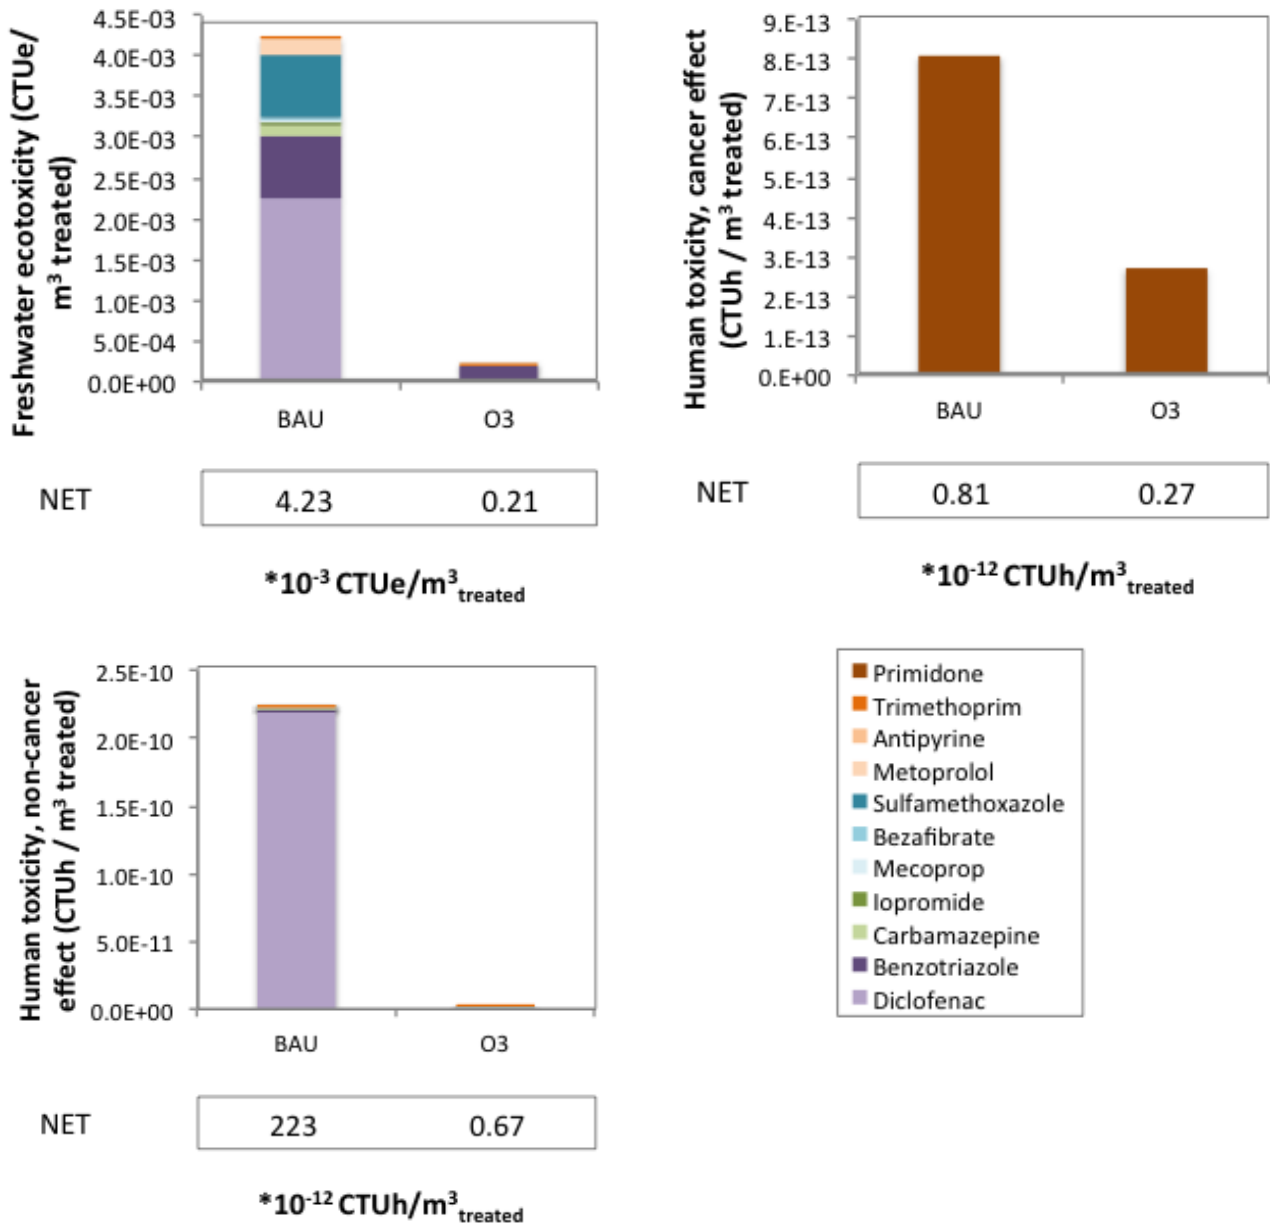 Freshwater ecotoxicity (CTUe/
m³ treated)
4.5E-03
4.0E-03
3.5E-03
3.0E-03
2.5E-03
2.0E-03
1.5E-03
1.0E-03
5.0E-04
0.0E+00
BAU O3
NET 4.23 0.21
*10⁻³ CTUe/m³treated
Human toxicity, cancer effect
(CTUh / m³ treated)
9.E-13
8.E-13
7.E-13
6.E-13
5.E-13
4.E-13
3.E-13
2.E-13
1.E-13
0.E+00
BAU O3
NET 0.81 0.27
*10⁻¹² CTUh/m³treated
Human toxicity, non-cancer
effect (CTUh / m³ treated)
2.5E-10
2.0E-10
1.5E-10
1.0E-10
5.0E-11
0.0E+00
BAU O3
NET 223 0.67
*10⁻¹² CTUh/m³treated
Primidone
Trimethoprim
Antipyrine
Metoprolol
Sulfamethoxazole
Bezafibrate
Mecoprop
Iopromide
Carbamazepine
Benzotriazole
Diclofenac